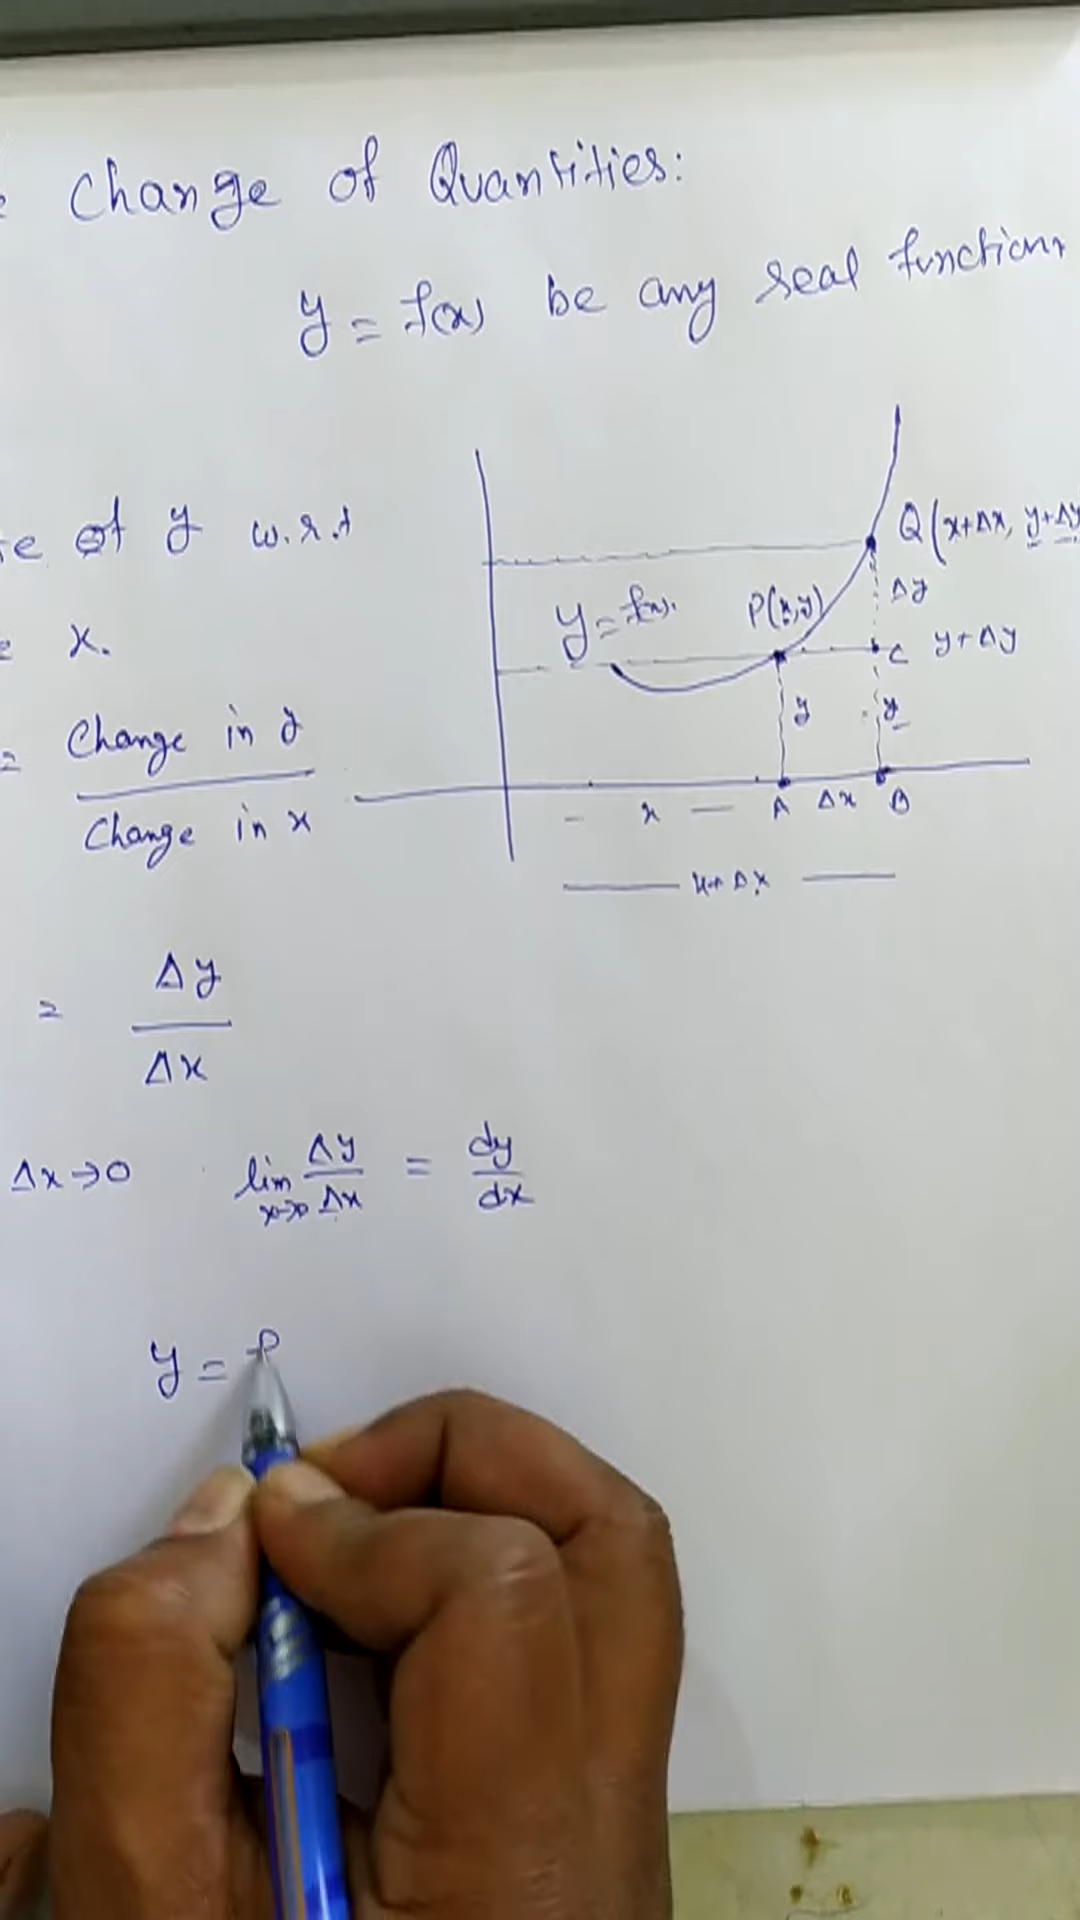 Change of Quantities:
y = f(x) be any real function,
of y w.r.t
x.
= Change in y
Change in x
Q(x+Δx, y+Δy
Δy
P(x,y)
y = f(x).
C y+Δy
y y
x A Δx B
x+Δx
= Δy
Δx
Δx→0 lim Δy = dy
Δx dx
y = f